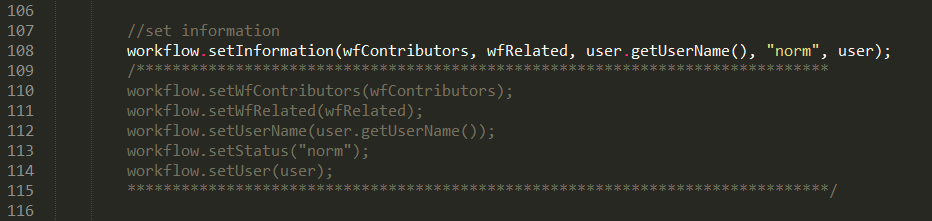 106
107 //set information
108 workflow.setInformation(wfContributors, wfRelated, user.getUserName(), "norm", user);
109 /*****************************************************************************
110 workflow.setWfContributors(wfContributors);
111 workflow.setWfRelated(wfRelated);
112 workflow.setUserName(user.getUserName());
113 workflow.setStatus("norm");
114 workflow.setUser(user);
115 ******************************************************************************/
116